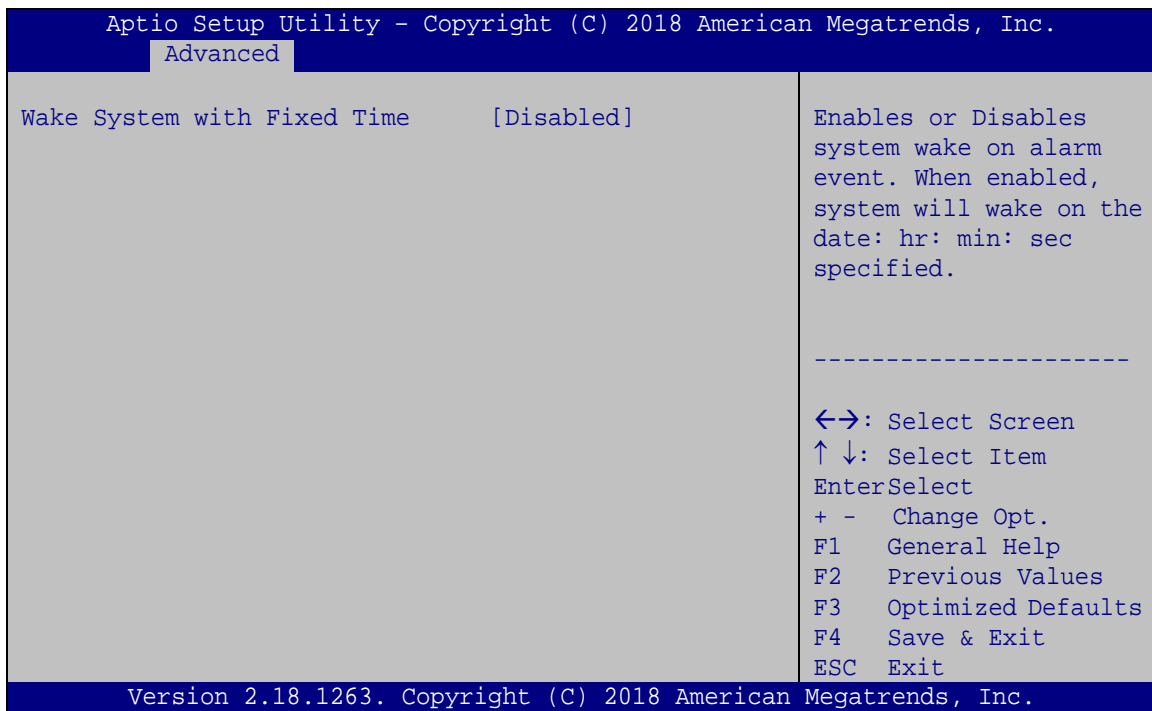 Aptio Setup Utility – Copyright (C) 2018 American Megatrends, Inc.
Advanced
Wake System with Fixed Time [Disabled]
Enables or Disables
system wake on alarm
event. When enabled,
system will wake on the
date: hr: min: sec
specified.
----------------------
←→: Select Screen
↑ ↓: Select Item
EnterSelect
+ - Change Opt.
F1 General Help
F2 Previous Values
F3 Optimized Defaults
F4 Save & Exit
ESC Exit
Version 2.18.1263. Copyright (C) 2018 American Megatrends, Inc.